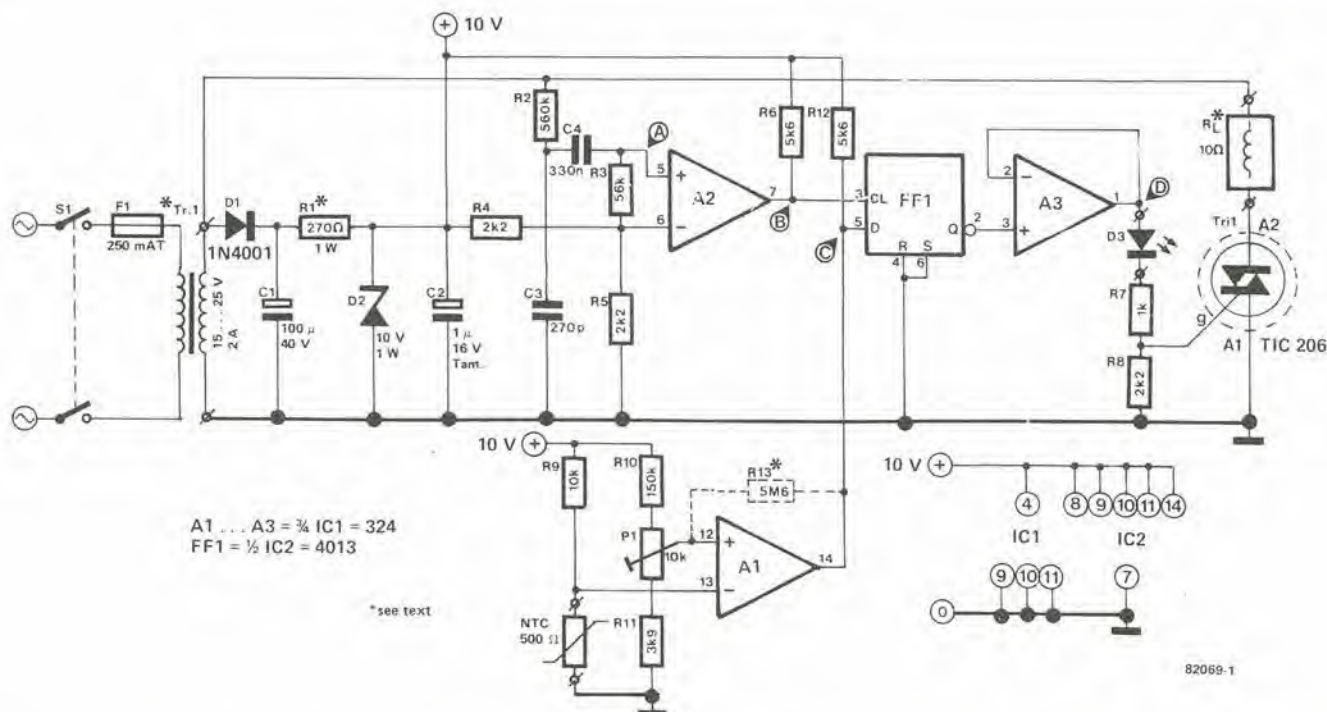 10 V
R2
560k
C4
330n
R3
56k
A
5
+
6
−
A2
7
B
R6
5k6
R12
5k6
C
3
CL
5
D
FF1
R
S
4
6
Q
2
3
+
2
−
A3
1
D
D3
R7
1k
R8
2k2
g
R*L
10Ω
Tri1
A2
A1
TIC 206
S1
F1
250 mAT
*Tr.1
15 . . . 25 V
2 A
D1
1N4001
C1
100 µ
40 V
R1*
270Ω
1 W
D2
10 V
1 W
C2
1 µ
16 V
Tant.
R4
2k2
C3
270p
R5
2k2
10 V
R9
10k
R10
150k
R13*
5M6
P1
10k
12
+
13
−
A1
14
NTC
500 Ω
R11
3k9
A1 . . . A3 = ¾ IC1 = 324
FF1 = ½ IC2 = 4013
*see text
10 V
4
8
9
10
11
14
IC1
IC2
9
10
11
7
0
82069-1